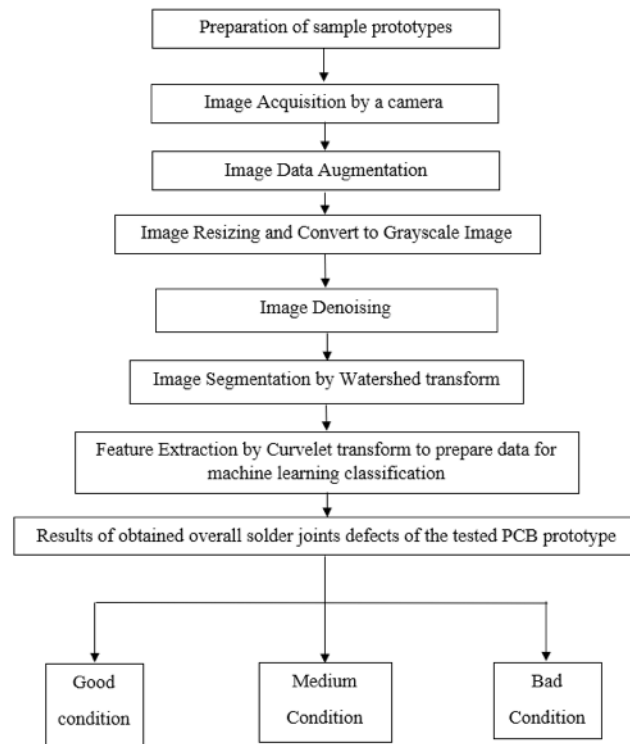 Preparation of sample prototypes
Image Acquisition by a camera
Image Data Augmentation
Image Resizing and Convert to Grayscale Image
Image Denoising
Image Segmentation by Watershed transform
Feature Extraction by Curvelet transform to prepare data for
machine learning classification
Results of obtained overall solder joints defects of the tested PCB prototype
Good
condition
Medium
Condition
Bad
Condition